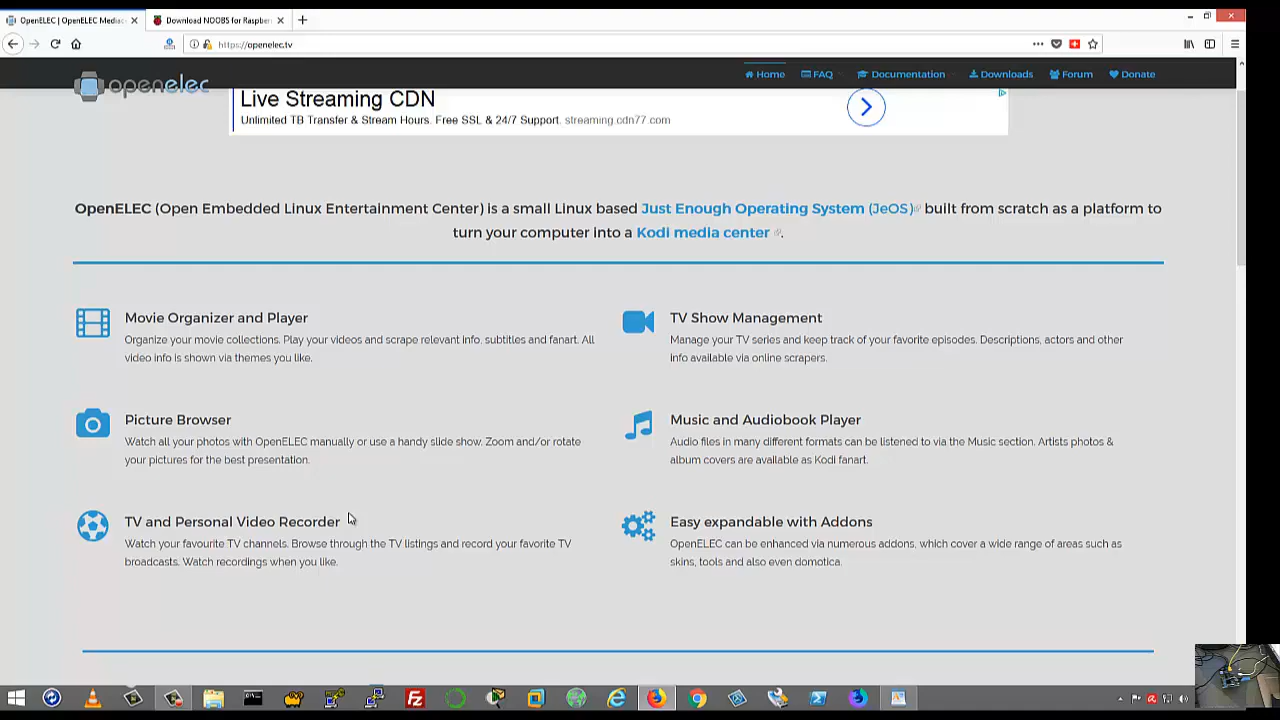 OpenELEC | OpenELEC Mediac
Download NOOBS for Raspber
https://openelec.tv
openelec
Home
FAQ
Documentation
Downloads
Forum
Donate
Live Streaming CDN
Unlimited TB Transfer & Stream Hours. Free SSL & 24/7 Support. streaming.cdn77.com
OpenELEC (Open Embedded Linux Entertainment Center) is a small Linux based Just Enough Operating System (JeOS) built from scratch as a platform to
turn your computer into a Kodi media center .
Movie Organizer and Player
Organize your movie collections. Play your videos and scrape relevant info, subtitles and fanart. All
video info is shown via themes you like.
TV Show Management
Manage your TV series and keep track of your favorite episodes. Descriptions, actors and other
info available via online scrapers.
Picture Browser
Watch all your photos with OpenELEC manually or use a handy slide show. Zoom and/or rotate
your pictures for the best presentation.
Music and Audiobook Player
Audio files in many different formats can be listened to via the Music section. Artists photos &
album covers are available as Kodi fanart.
TV and Personal Video Recorder
Watch your favourite TV channels. Browse through the TV listings and record your favorite TV
broadcasts. Watch recordings when you like.
Easy expandable with Addons
OpenELEC can be enhanced via numerous addons, which cover a wide range of areas such as
skins, tools and also even domotica.